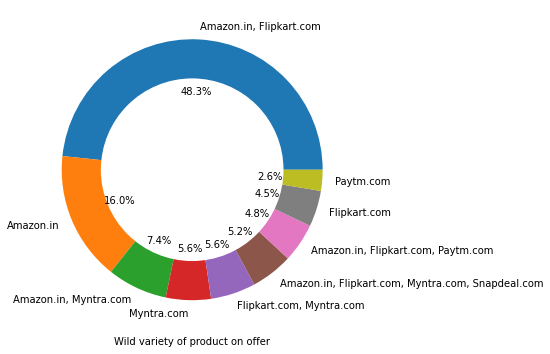 Amazon.in, Flipkart.com
48.3%
2.6%
Paytm.com
4.5%
16.0%
Flipkart.com
4.8%
Amazon.in
5.2%
7.4%
5.6%
5.6%
Amazon.in, Flipkart.com, Paytm.com
Amazon.in, Flipkart.com, Myntra.com, Snapdeal.com
Amazon.in, Myntra.com
Flipkart.com, Myntra.com
Myntra.com
Wild variety of product on offer